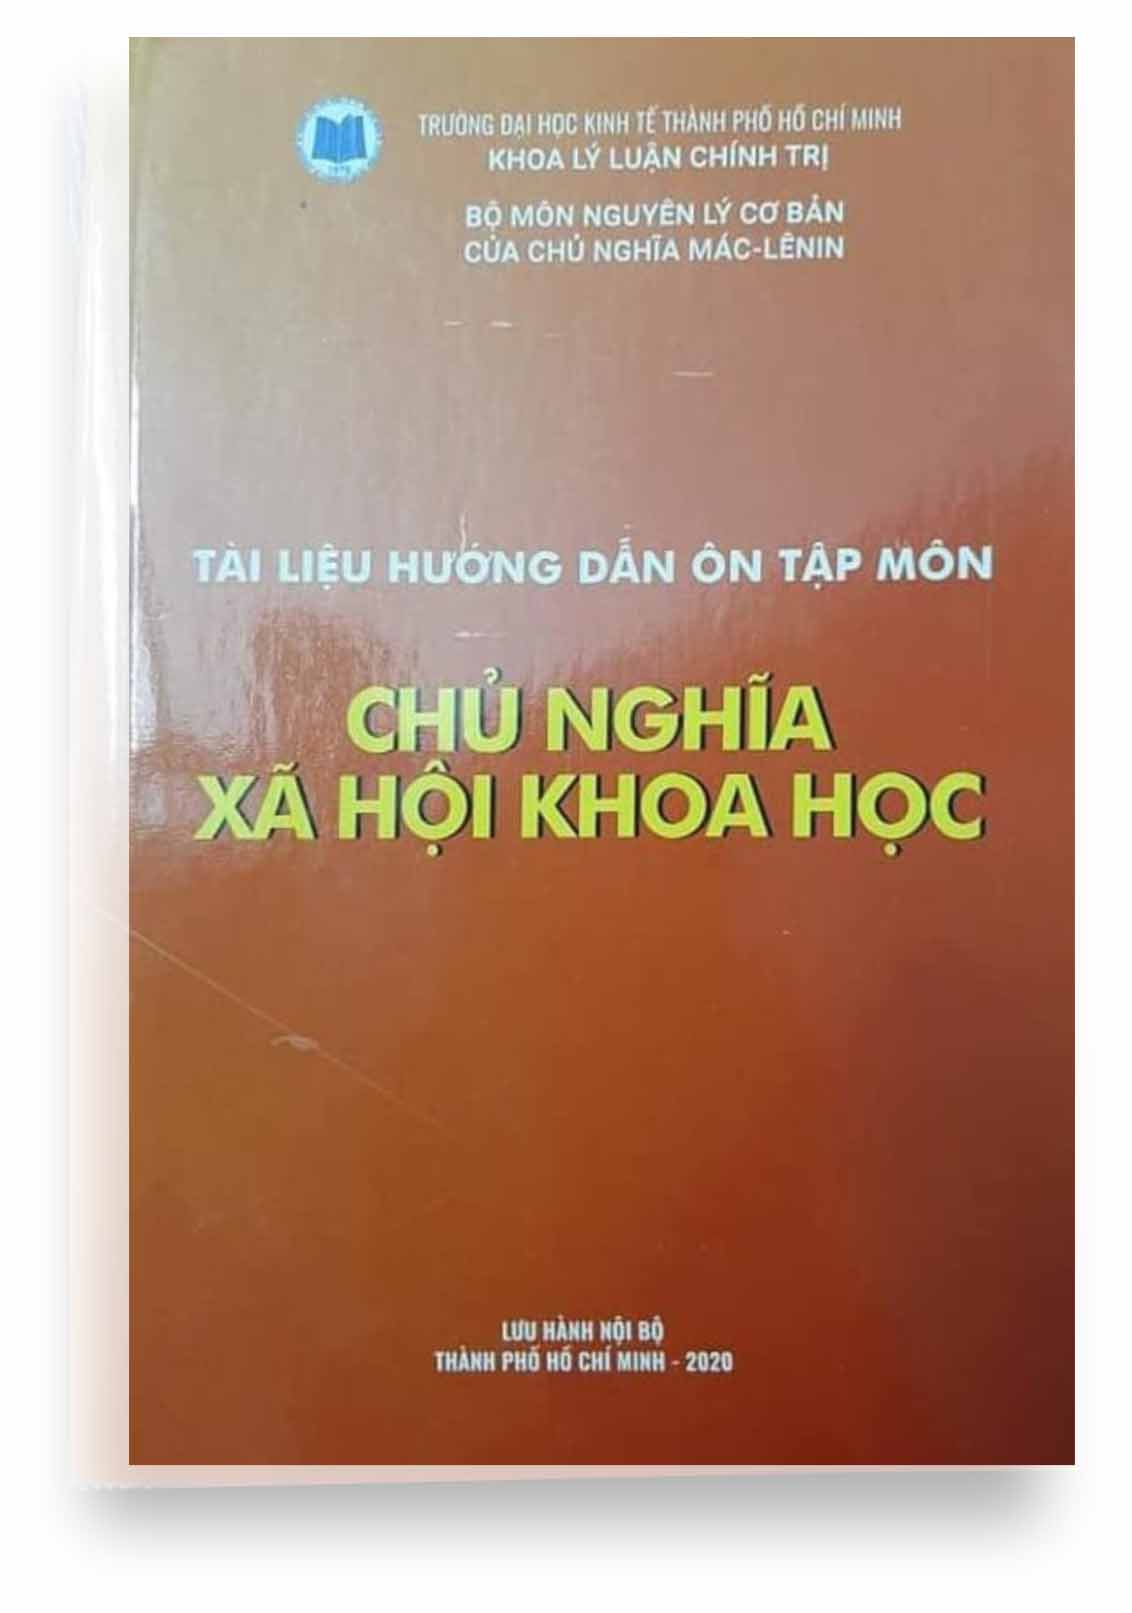 TRƯỜNG ĐẠI HỌC KINH TẾ THÀNH PHỐ HỒ CHÍ MINH
KHOA LÝ LUẬN CHÍNH TRỊ
BỘ MÔN NGUYÊN LÝ CƠ BẢN
CỦA CHỦ NGHĨA MÁC-LÊNIN
TÀI LIỆU HƯỚNG DẪN ÔN TẬP MÔN
CHỦ NGHĨA
XÃ HỘI KHOA HỌC
LƯU HÀNH NỘI BỘ
THÀNH PHỐ HỒ CHÍ MINH - 2020